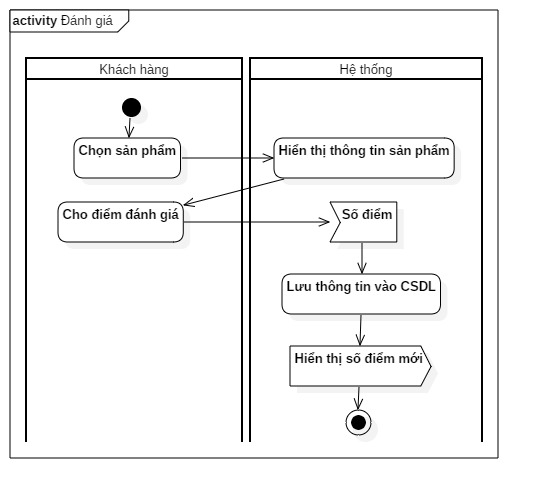 activity Đánh giá
Khách hàng
Hệ thống
Chọn sản phẩm
Hiển thị thông tin sản phẩm
Cho điểm đánh giá
Số điểm
Lưu thông tin vào CSDL
Hiển thị số điểm mới